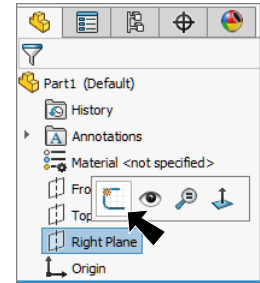 Part1 (Default)
History
Annotations
Material <not specified>
Fro
Top
Right Plane
Origin